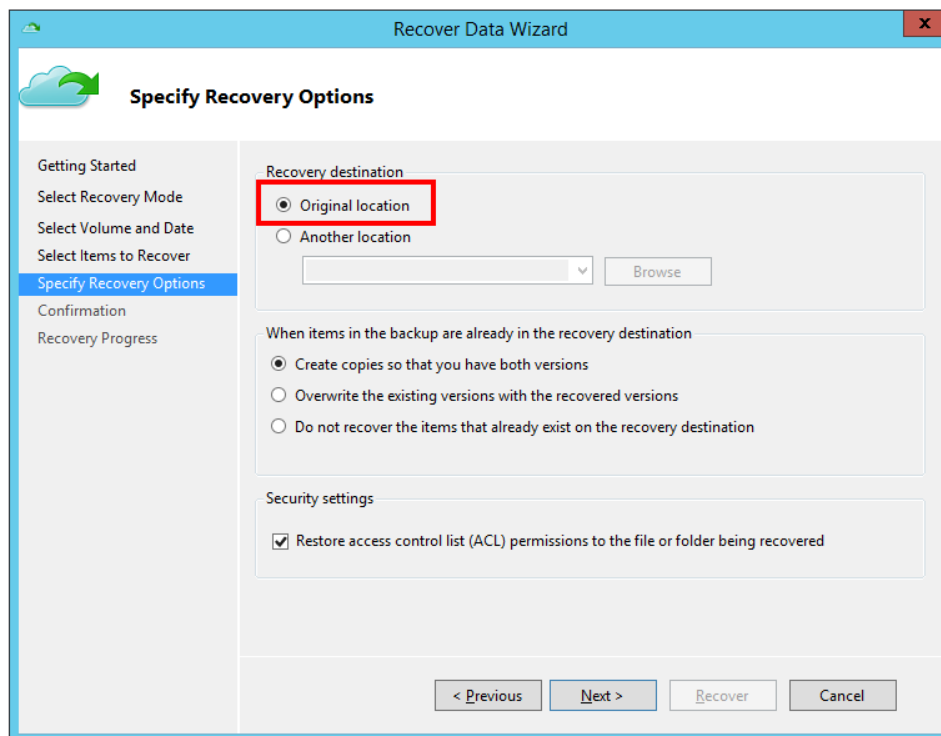 Recover Data Wizard
x
Specify Recovery Options
Getting Started
Select Recovery Mode
Select Volume and Date
Select Items to Recover
Specify Recovery Options
Confirmation
Recovery Progress
Recovery destination
Original location
Another location
Browse
When items in the backup are already in the recovery destination
Create copies so that you have both versions
Overwrite the existing versions with the recovered versions
Do not recover the items that already exist on the recovery destination
Security settings
Restore access control list (ACL) permissions to the file or folder being recovered
< Previous Next > Recover Cancel